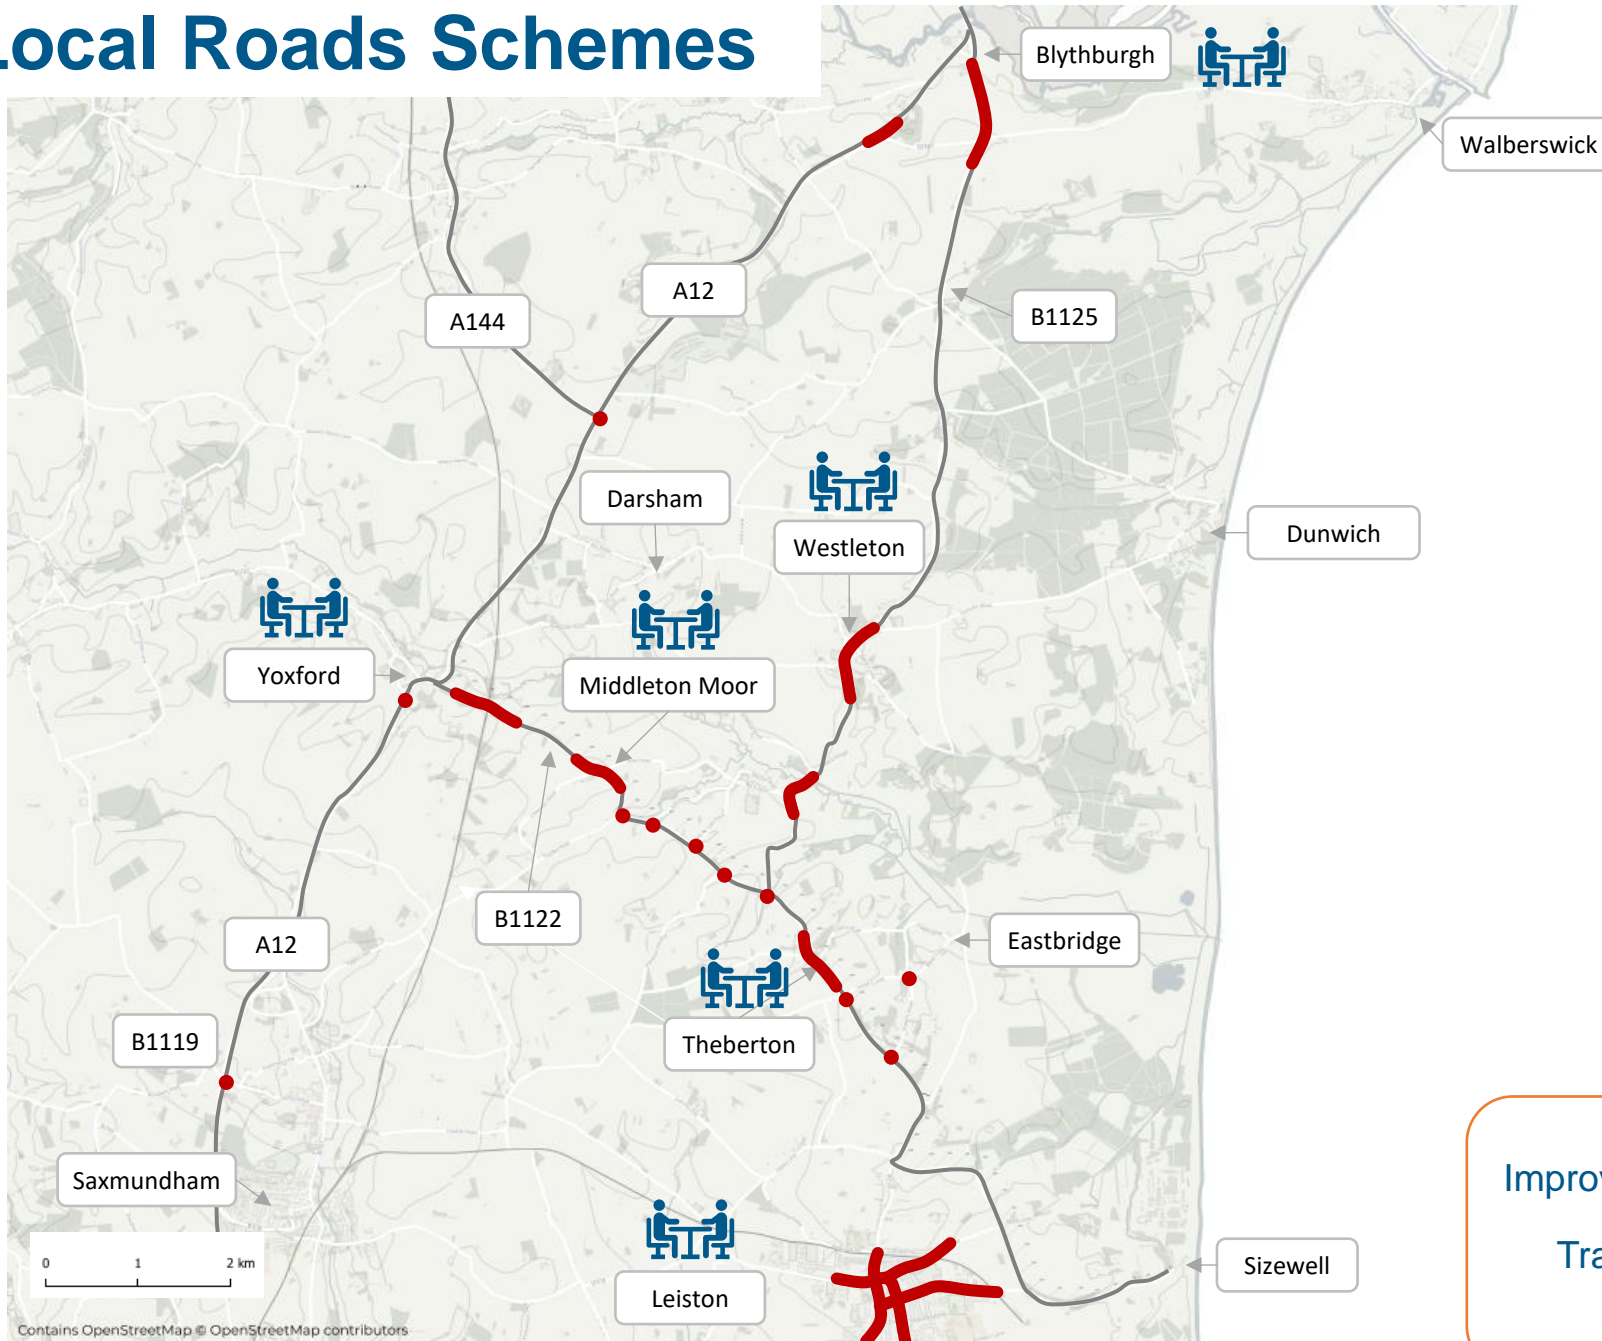 ocal Roads Schemes
Blythburgh
Walberswick
A12
A144
B1125
Darsham
Westleton
Dunwich
Yoxford
Middleton Moor
B1122
A12
Eastbridge
B1119
Theberton
Saxmundham
Improv
Tra
Sizewell
0 1 2 km
Leiston
Contains OpenStreetMap © OpenStreetMap contributors